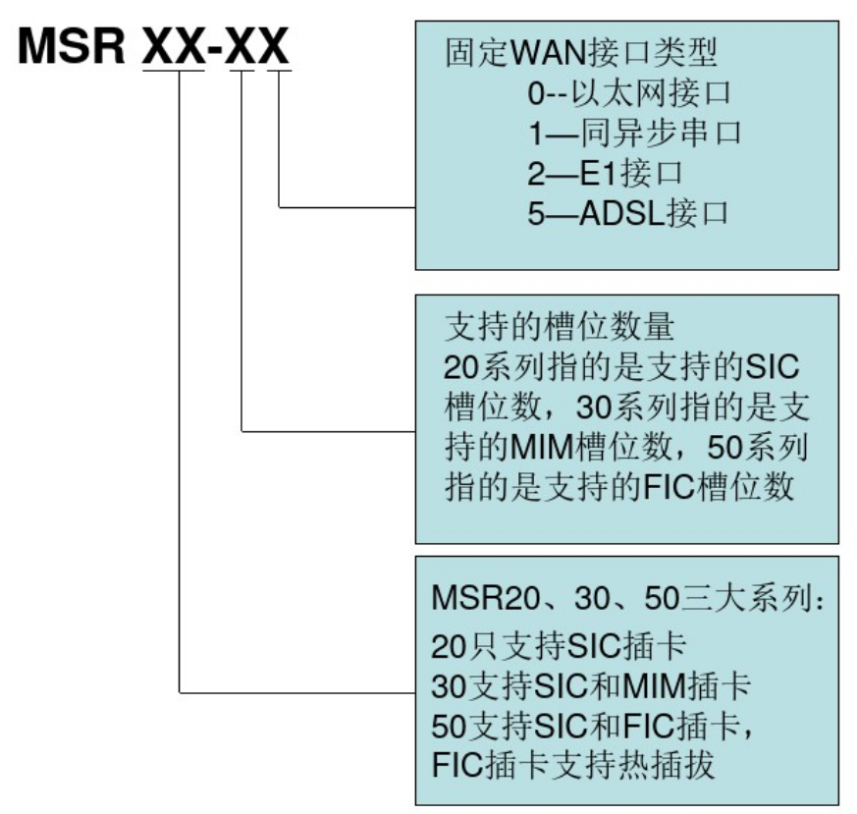 MSR XX-XX
固定WAN接口类型
0--以太网接口
1—同异步串口
2—E1接口
5—ADSL接口
支持的槽位数量
20系列指的是支持的SIC
槽位数，30系列指的是支
持的MIM槽位数，50系列
指的是支持的FIC槽位数
MSR20、30、50三大系列：
20只支持SIC插卡
30支持SIC和MIM插卡
50支持SIC和FIC插卡，
FIC插卡支持热插拔